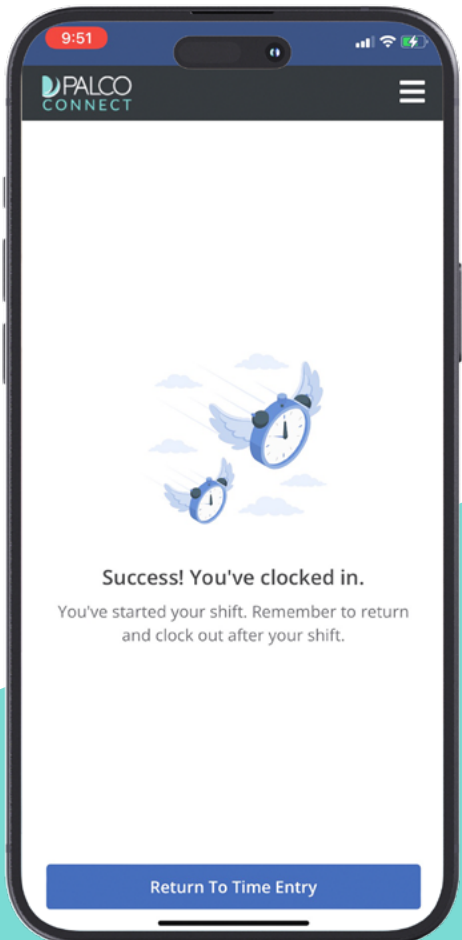 9:51
PALCO
CONNECT
Success! You've clocked in.
You've started your shift. Remember to return
and clock out after your shift.
Return To Time Entry